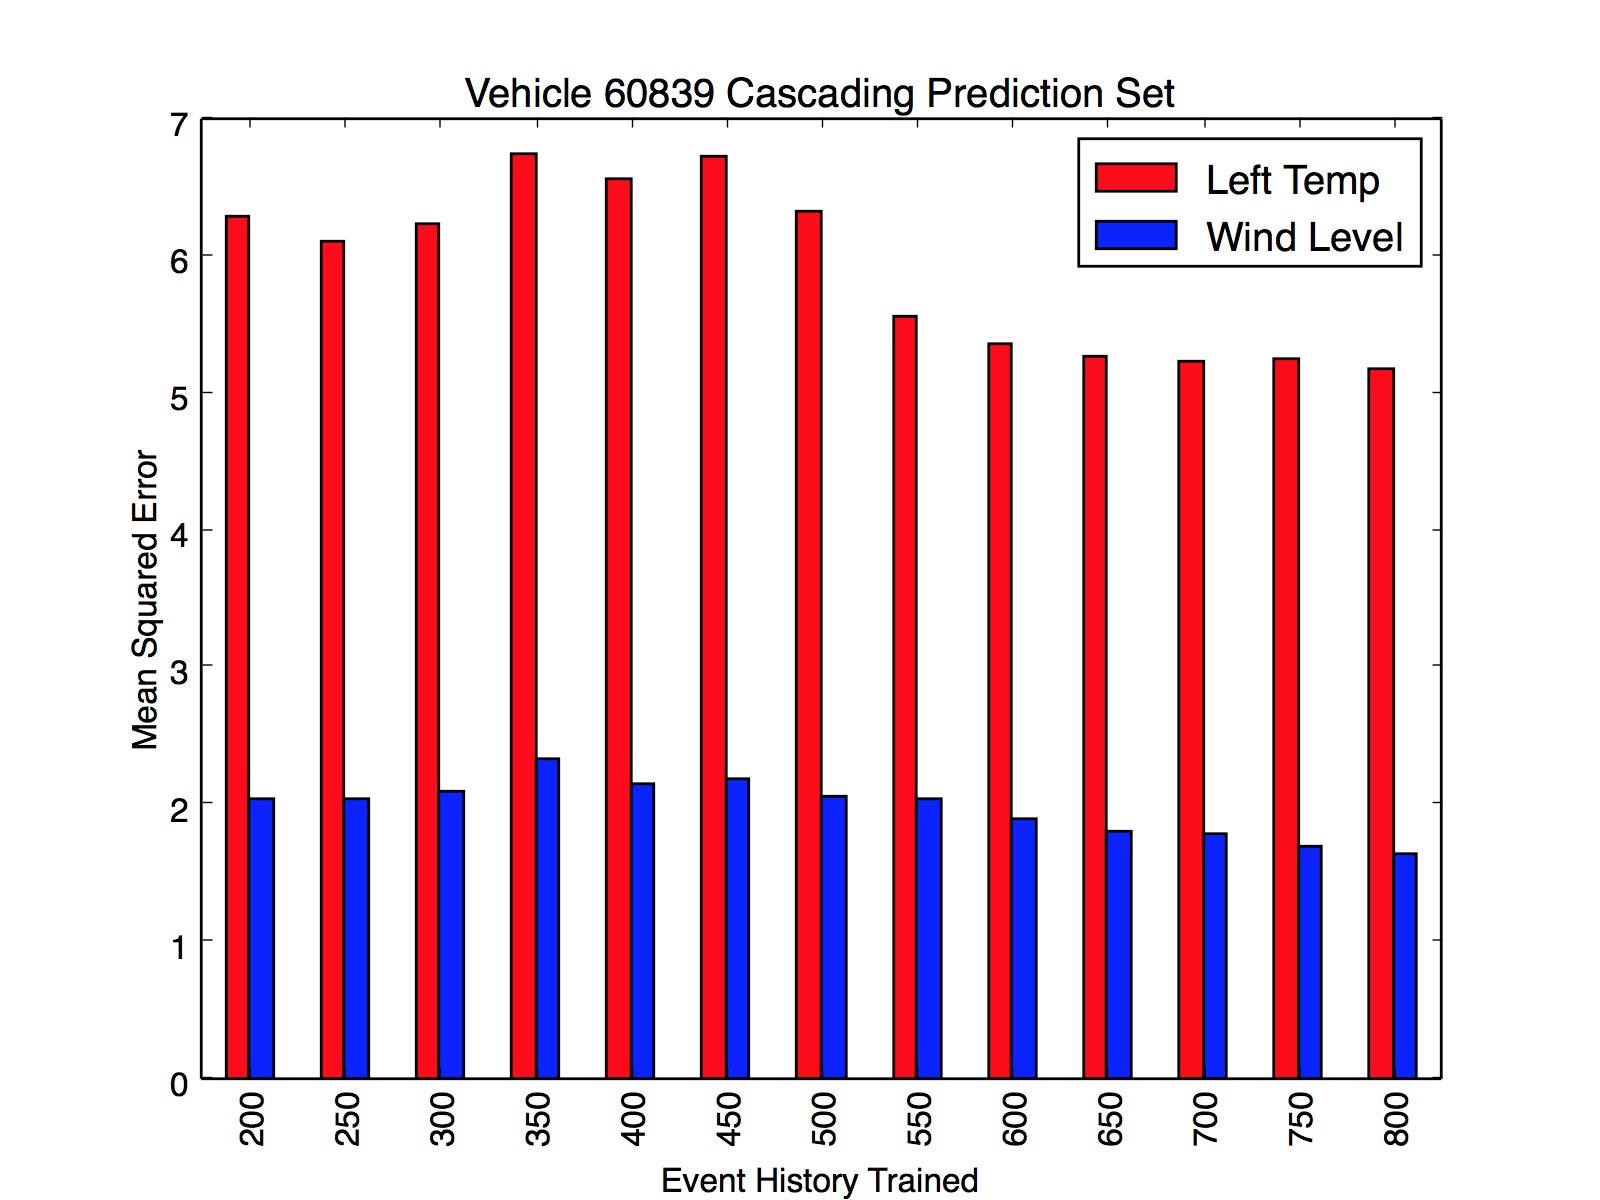 Vehicle 60839 Cascading Prediction Set
Left Temp
Wind Level
Mean Squared Error
7
6
5
4
3
2
1
0
200 250 300 350 400 450 500 550 600 650 700 750 800
Event History Trained